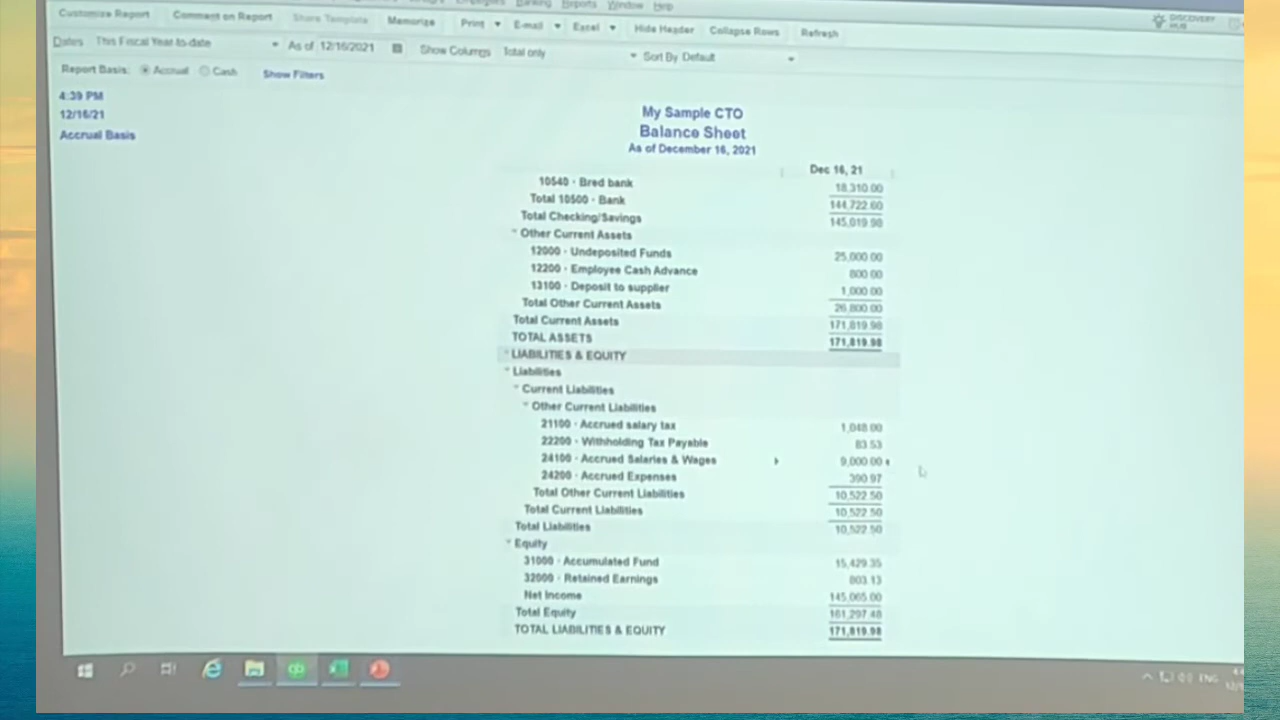 Customize Report Comment on Report Share Template Memorize Print E-mail Excel Hide Header Collapse Rows Refresh
DISCOVERY HUB
Dates This Fiscal Year-to-date As of 12/16/2021 Show Columns Total only Sort By Default
Report Basis: Accrual Cash Show Filters
4:39 PM
12/16/21
Accrual Basis
My Sample CTO
Balance Sheet
As of December 16, 2021
Dec 16, 21
10540 · Bred bank 18,310.00
Total 10500 · Bank 144,722.60
Total Checking/Savings 145,019.98
Other Current Assets
12000 · Undeposited Funds 25,000.00
12200 · Employee Cash Advance 800.00
13100 · Deposit to supplier 1,000.00
Total Other Current Assets 26,800.00
Total Current Assets 171,819.98
TOTAL ASSETS 171,819.98
LIABILITIES & EQUITY
Liabilities
Current Liabilities
Other Current Liabilities
21100 · Accrued salary tax 1,048.00
22200 · Withholding Tax Payable 83.53
24100 · Accrued Salaries & Wages 9,000.00
24200 · Accrued Expenses 390.97
Total Other Current Liabilities 10,522.50
Total Current Liabilities 10,522.50
Total Liabilities 10,522.50
Equity
31000 · Accumulated Fund 15,429.35
32000 · Retained Earnings 803.13
Net Income 145,065.00
Total Equity 161,297.48
TOTAL LIABILITIES & EQUITY 171,819.98
ENG